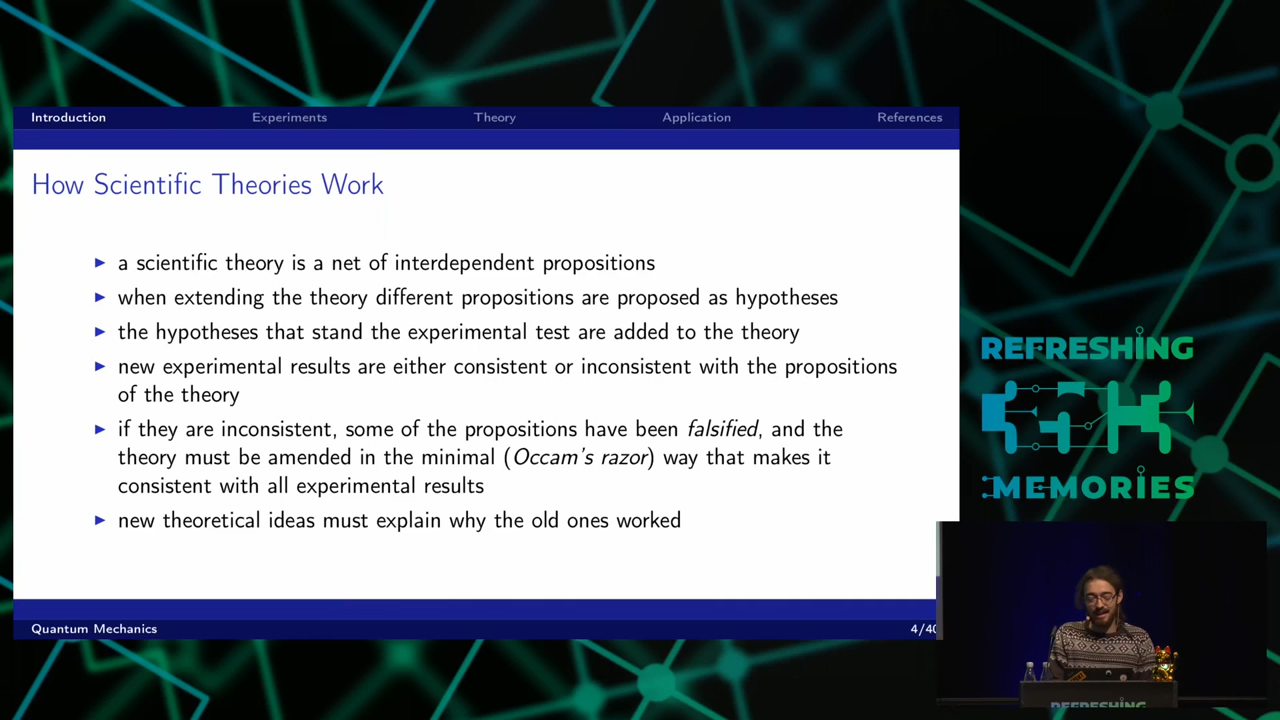 Introduction Experiments Theory Application References
How Scientific Theories Work
▶ a scientific theory is a net of interdependent propositions
▶ when extending the theory different propositions are proposed as hypotheses
▶ the hypotheses that stand the experimental test are added to the theory
▶ new experimental results are either consistent or inconsistent with the propositions
of the theory
▶ if they are inconsistent, some of the propositions have been falsified, and the
theory must be amended in the minimal (Occam's razor) way that makes it
consistent with all experimental results
▶ new theoretical ideas must explain why the old ones worked
Quantum Mechanics 4/40
REFRESHING
MEMORIES
REFRESHING